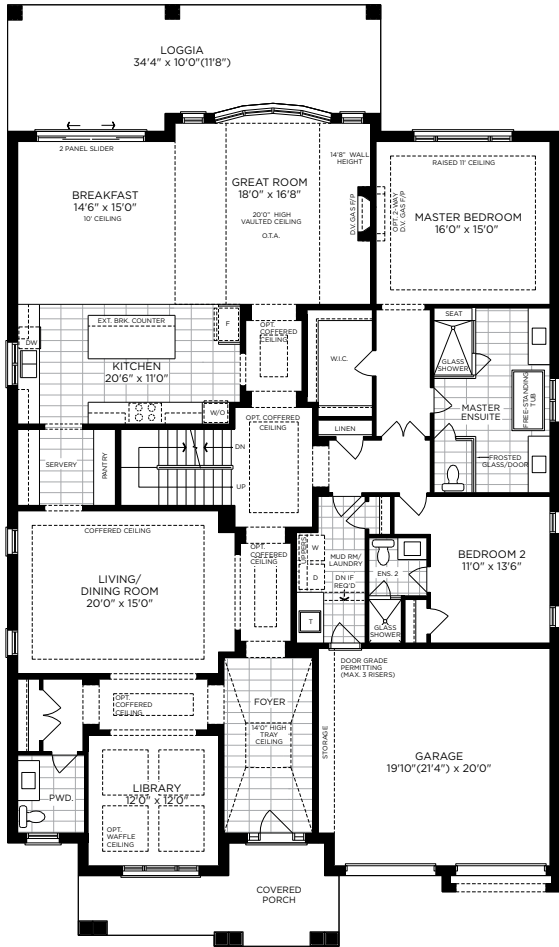 LOGGIA
34'4" x 10'0"(11'8")
2 PANEL SLIDER
BREAKFAST
14'6" x 15'0"
10' CEILING
GREAT ROOM
18'0" x 16'8"
20'0" HIGH
VAULTED CEILING
O.T.A.
14'8" WALL
HEIGHT
D.V. GAS F/P
OPT. 2-WAY
D.V. GAS F/P
RAISED 11' CEILING
MASTER BEDROOM
16'0" x 15'0"
EXT. BRK. COUNTER
F
DW
KITCHEN
20'6" x 11'0"
W/O
OPT.
COFFERED
CEILING
W.I.C.
SEAT
GLASS
SHOWER
MASTER
ENSUITE
FREE-STANDING
TUB
FROSTED
GLASS/DOOR
LINEN
OPT. COFFERED
CEILING
SERVERY
PANTRY
DN
UP
COFFERED CEILING
LIVING/
DINING ROOM
20'0" x 15'0"
OPT.
COFFERED
CEILING
UPPERS
W
D
T
MUD RM/
LAUNDRY
DN IF
REQ'D
ENS. 2
GLASS
SHOWER
BEDROOM 2
11'0" x 13'6"
OPT.
COFFERED
CEILING
FOYER
14'0" HIGH
TRAY
CEILING
DOOR GRADE
PERMITTING
(MAX. 3 RISERS)
STORAGE
GARAGE
19'10"(21'4") x 20'0"
PWD.
LIBRARY
12'0" x 12'0"
OPT.
WAFFLE
CEILING
COVERED
PORCH